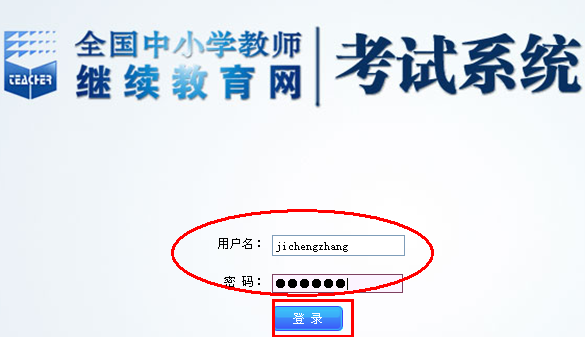 TEACHER
全国中小学教师
继续教育网
考试系统
用户名：
jichengzhang
密 码：
●●●●●●
登 录